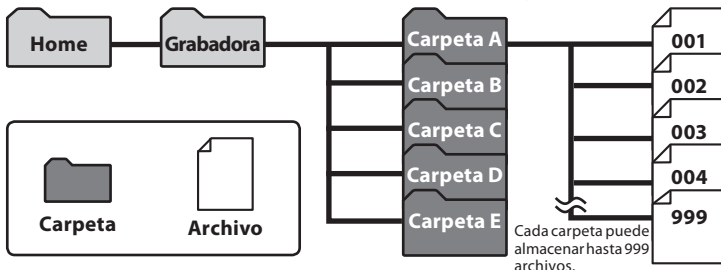 Home
Grabadora
Carpeta A
Carpeta B
Carpeta C
Carpeta D
Carpeta E
001
002
003
004
999
Cada carpeta puede
almacenar hasta 999
archivos.
Carpeta
Archivo